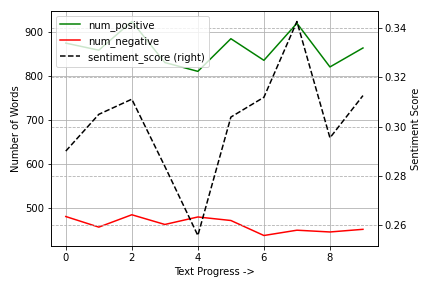 num_positive
num_negative
sentiment_score (right)
900
800
700
600
500
0.34
0.32
0.30
0.28
0.26
0 2 4 6 8
Number of Words
Sentiment Score
Text Progress ->